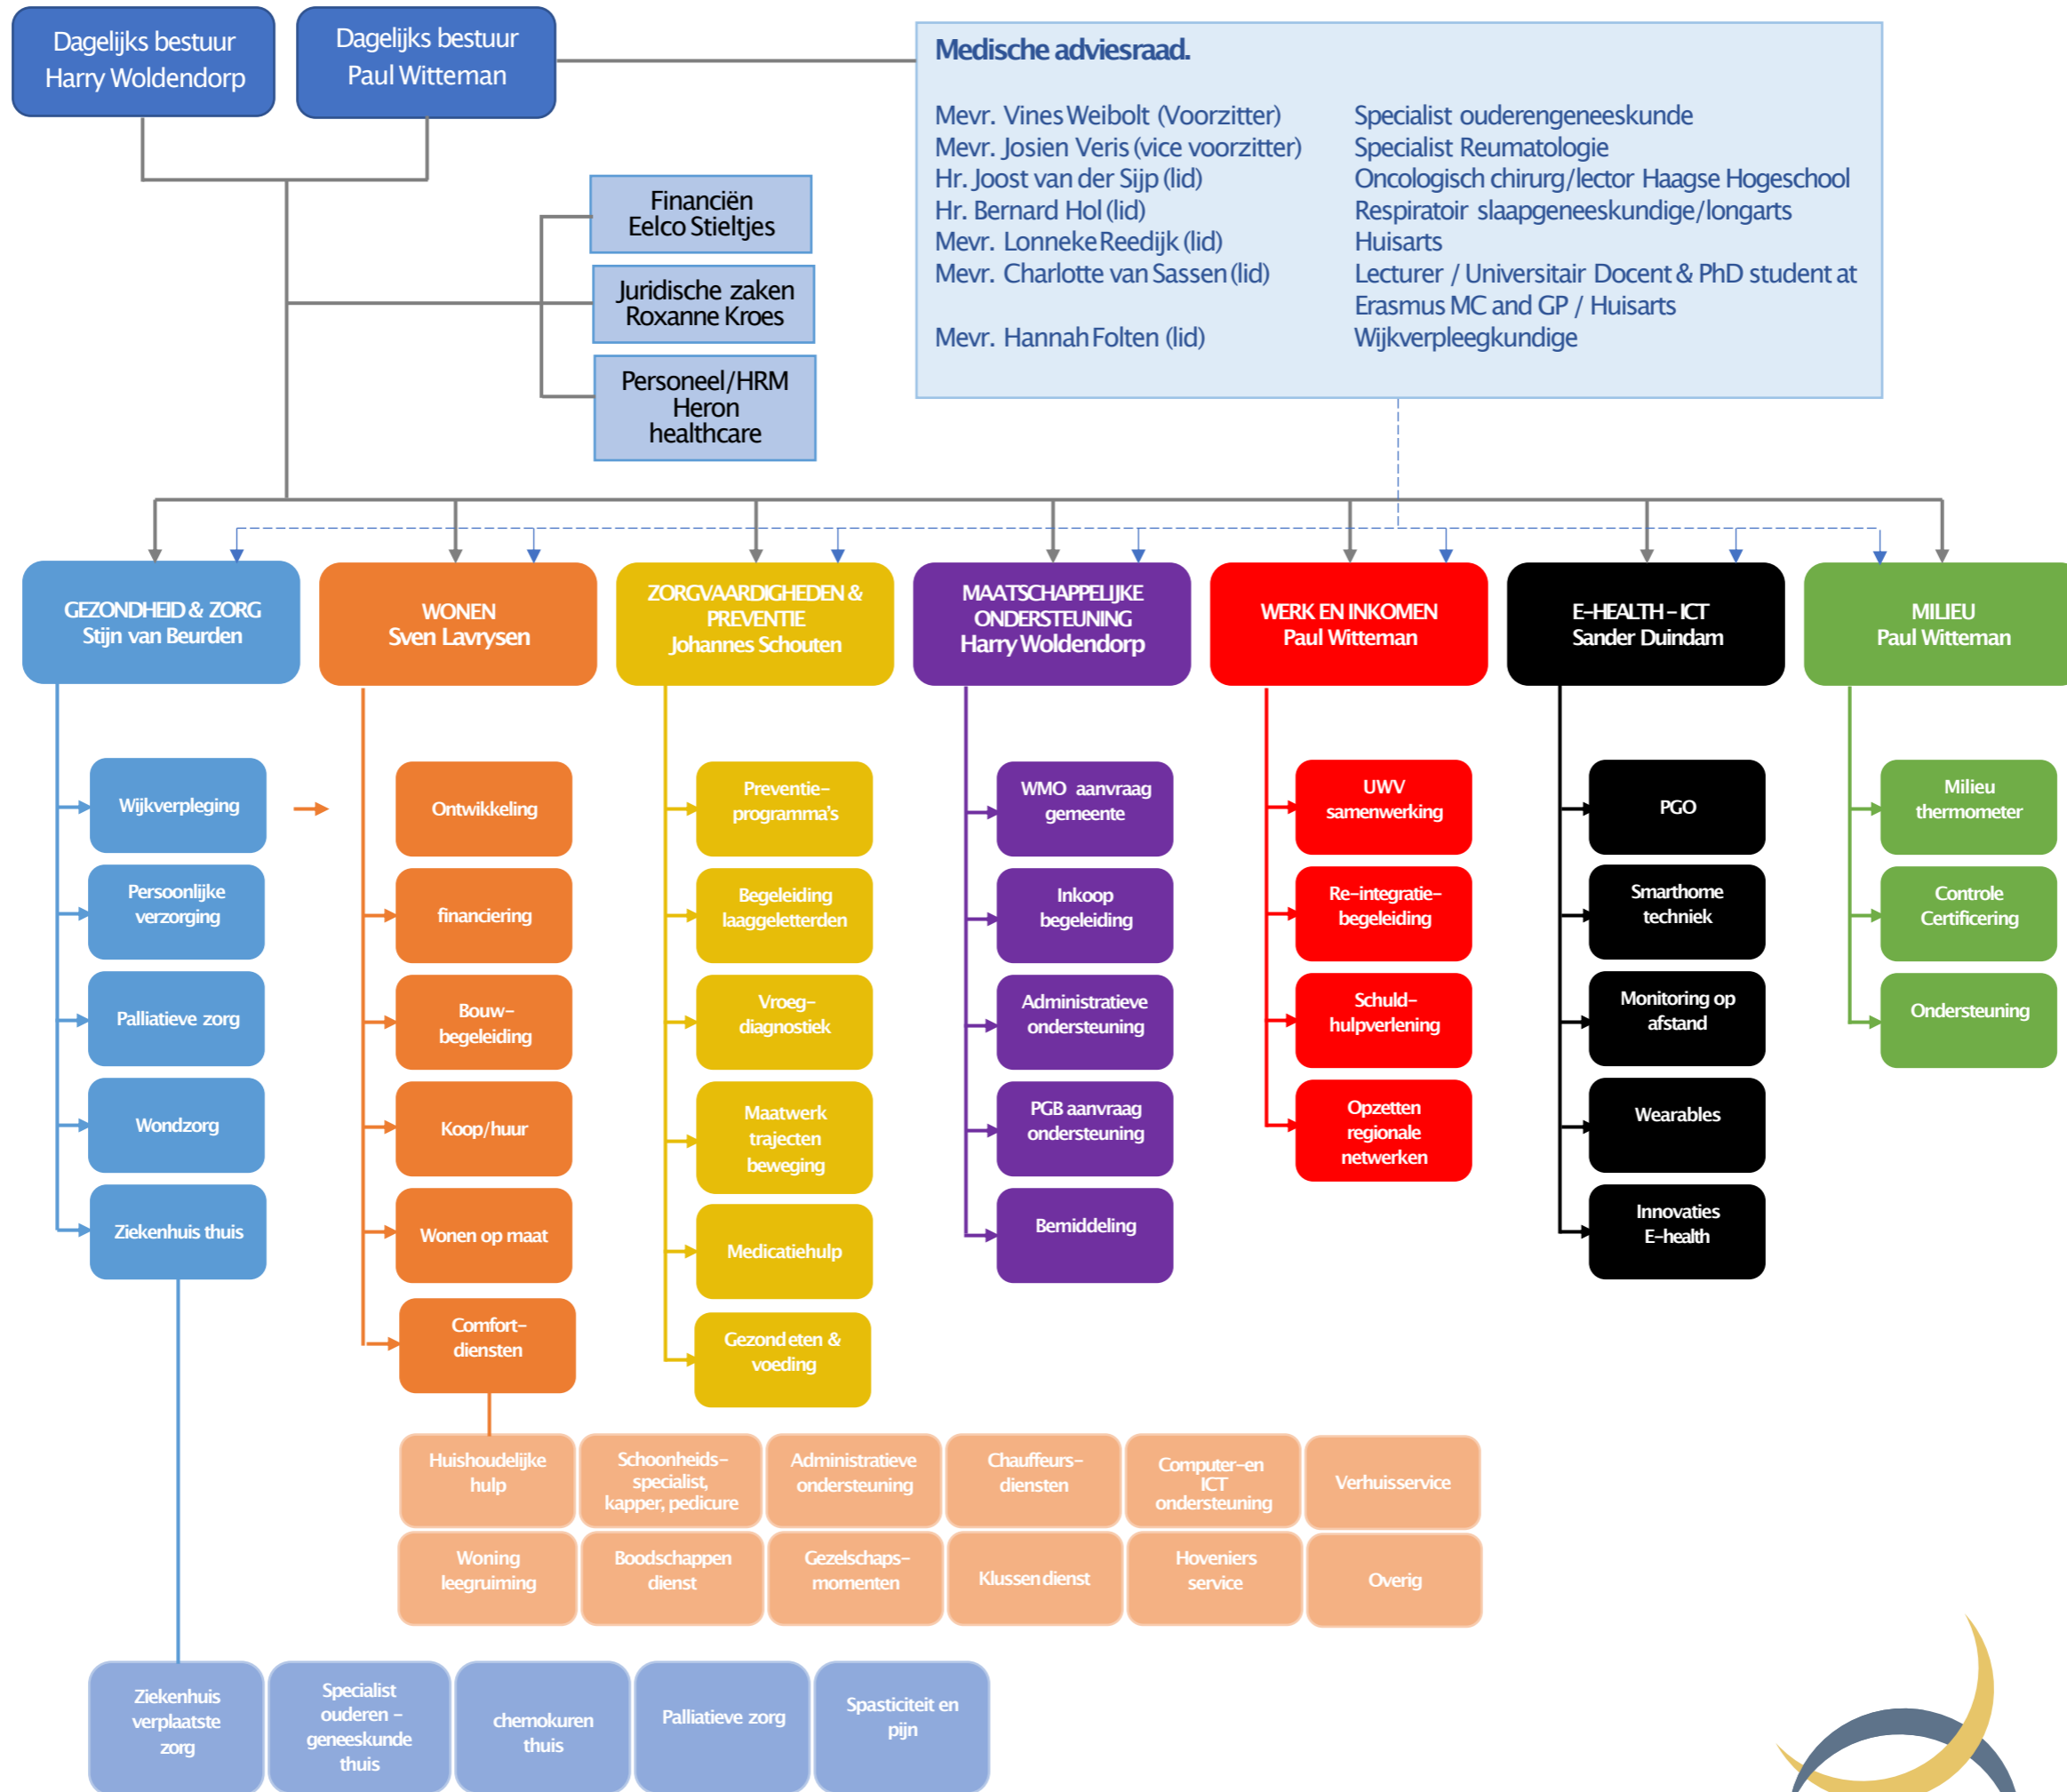 Dagelijks bestuur
Harry Woldendorp
Dagelijks bestuur
Paul Witteman
Medische adviesraad.
Mevr. Vines Weibolt (Voorzitter) Specialist ouderengeneeskunde
Mevr. Josien Veris (vice voorzitter) Specialist Reumatologie
Hr. Joost van der Sijp (lid) Oncologisch chirurg/lector Haagse Hogeschool
Hr. Bernard Hol (lid) Respiratoir slaapgeneeskundige/longarts
Mevr. Lonneke Reedijk (lid) Huisarts
Mevr. Charlotte van Sassen (lid) Lecturer / Universitair Docent & PhD student at
Erasmus MC and GP / Huisarts
Mevr. Hannah Folten (lid) Wijkverpleegkundige
Financiën
Eelco Stieltjes
Juridische zaken
Roxanne Kroes
Personeel/HRM
Heron
healthcare
GEZONDHEID & ZORG
Stijn van Beurden
WONEN
Sven Lavrysen
ZORGVAARDIGHEDEN &
PREVENTIE
Johannes Schouten
MAATSCHAPPELIJKE
ONDERSTEUNING
Harry Woldendorp
WERK EN INKOMEN
Paul Witteman
E-HEALTH - ICT
Sander Duindam
MILIEU
Paul Witteman
Wijkverpleging
Persoonlijke
verzorging
Palliatieve zorg
Wondzorg
Ziekenhuis thuis
Ontwikkeling
financiering
Bouw-
begeleiding
Koop/huur
Wonen op maat
Comfort-
diensten
Preventie-
programma's
Begeleiding
laaggeletterden
Vroeg-
diagnostiek
Maatwerk
trajecten
beweging
Medicatiehulp
Gezond eten &
voeding
WMO aanvraag
gemeente
Inkoop
begeleiding
Administratieve
ondersteuning
PGB aanvraag
ondersteuning
Bemiddeling
UWV
samenwerking
Re-integratie-
begeleiding
Schuld-
hulpverlening
Opzetten
regionale
netwerken
PGO
Smarthome
techniek
Monitoring op
afstand
Wearables
Innovaties
E-health
Milieu
thermometer
Controle
Certificering
Ondersteuning
Huishoudelijke
hulp
Schoonheids-
specialist,
kapper, pedicure
Administratieve
ondersteuning
Chauffeurs-
diensten
Computer-en
ICT
ondersteuning
Verhuisservice
Woning
leegruiming
Boodschappen
dienst
Gezelschaps-
momenten
Klussen dienst
Hoveniers
service
Overig
Ziekenhuis
verplaatste
zorg
Specialist
ouderen -
geneeskunde
thuis
chemokuren
thuis
Palliatieve zorg
Spasticiteit en
pijn